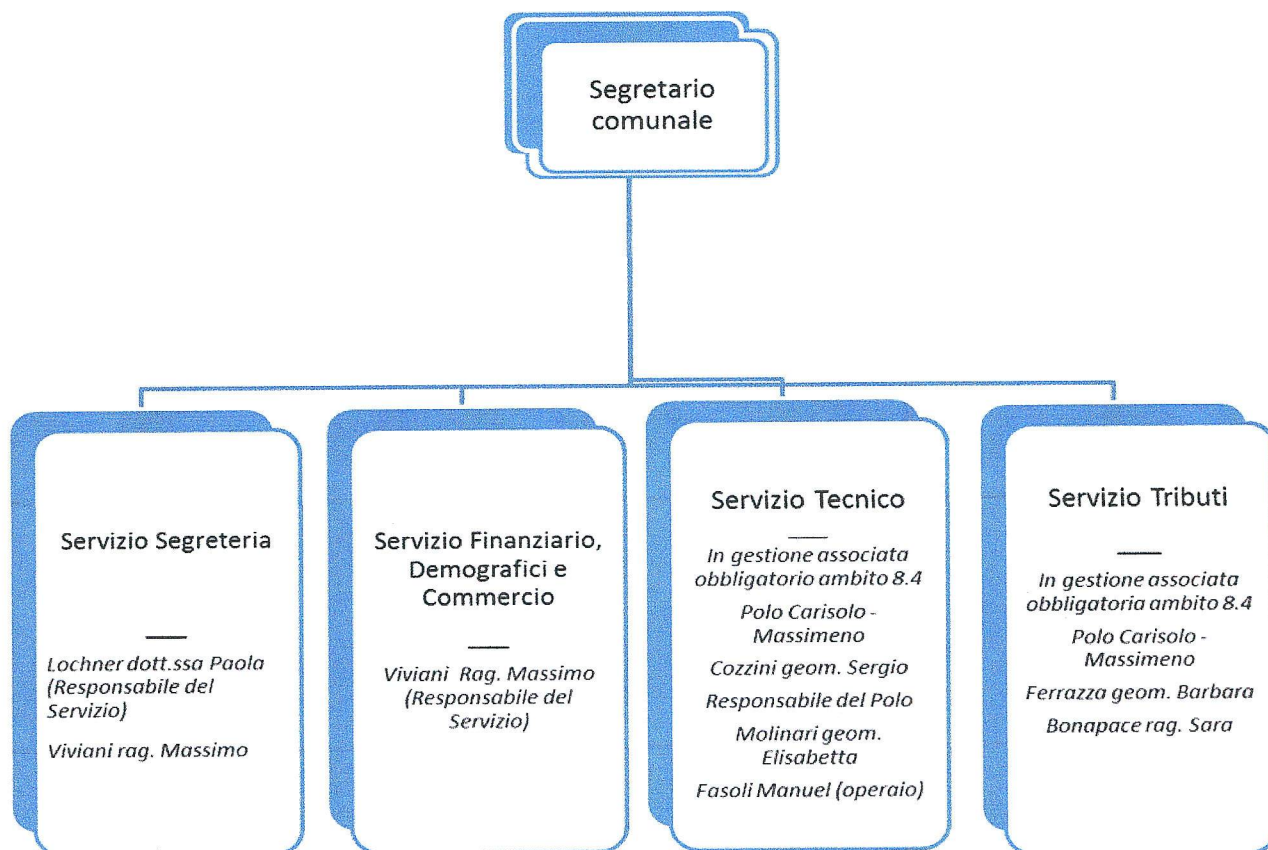 Segretario
comunale
Servizio Segreteria
Lochner dott.ssa Paola
(Responsabile del
Servizio)
Viviani rag. Massimo
Servizio Finanziario,
Demografici e
Commercio
Viviani Rag. Massimo
(Responsabile del
Servizio)
Servizio Tecnico
In gestione associata
obbligatorio ambito 8.4
Polo Carisolo -
Massimeno
Cozzini geom. Sergio
Responsabile del Polo
Molinari geom.
Elisabetta
Fasoli Manuel (operaio)
Servizio Tributi
In gestione associata
obbligatoria ambito 8.4
Polo Carisolo -
Massimeno
Ferrazza geom. Barbara
Bonapace rag. Sara